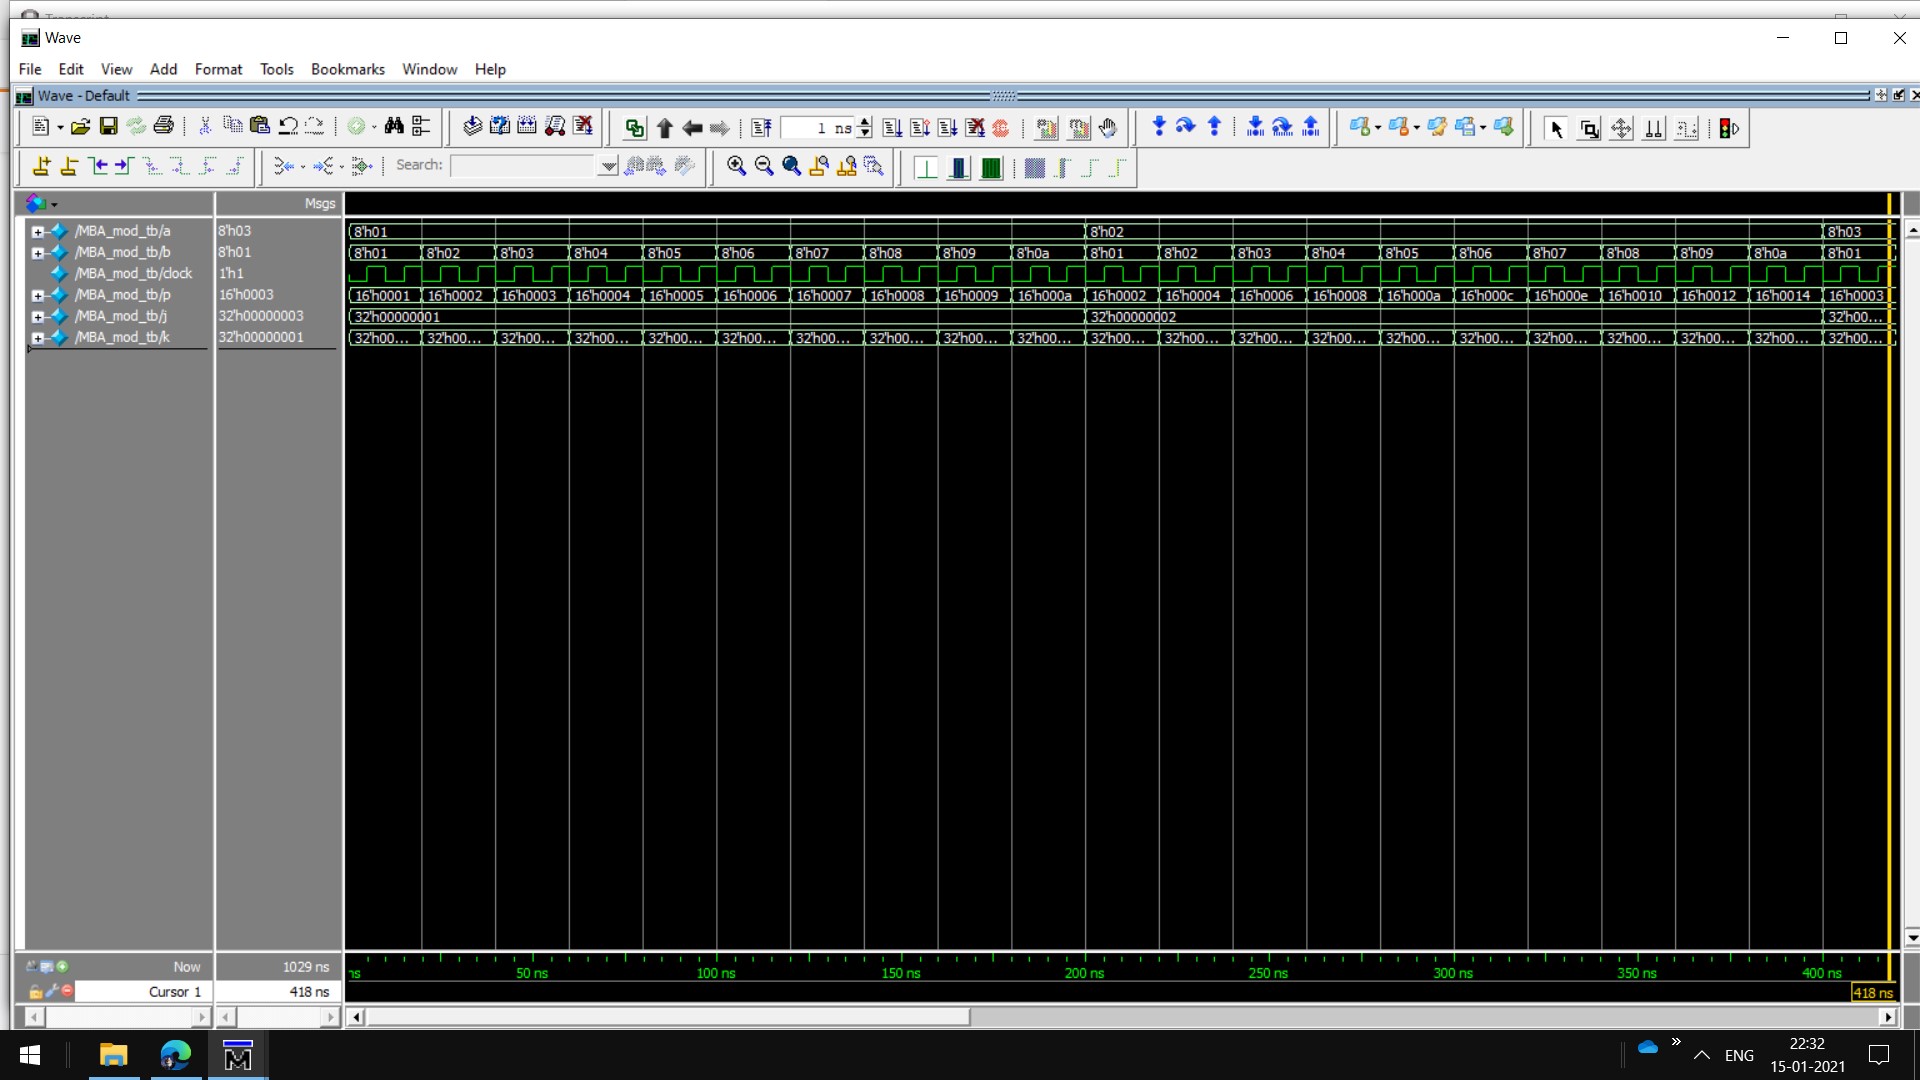 Transcript
Wave
File Edit View Add Format Tools Bookmarks Window Help
Wave - Default
1 ns
Search:
Msgs
/MBA_mod_tb/a 8'h03 8'h01 8'h02 8'h03
/MBA_mod_tb/b 8'h01 8'h01 8'h02 8'h03 8'h04 8'h05 8'h06 8'h07 8'h08 8'h09 8'h0a 8'h01 8'h02 8'h03 8'h04 8'h05 8'h06 8'h07 8'h08 8'h09 8'h0a 8'h01
/MBA_mod_tb/clock 1'h1
/MBA_mod_tb/p 16'h0003 16'h0001 16'h0002 16'h0003 16'h0004 16'h0005 16'h0006 16'h0007 16'h0008 16'h0009 16'h000a 16'h0002 16'h0004 16'h0006 16'h0008 16'h000a 16'h000c 16'h000e 16'h0010 16'h0012 16'h0014 16'h0003
/MBA_mod_tb/j 32'h00000003 32'h00000001 32'h00000002 32'h00...
/MBA_mod_tb/k 32'h00000001 32'h00... 32'h00... 32'h00... 32'h00... 32'h00... 32'h00... 32'h00... 32'h00... 32'h00... 32'h00... 32'h00... 32'h00... 32'h00... 32'h00... 32'h00... 32'h00... 32'h00... 32'h00... 32'h00... 32'h00... 32'h00...
Now 1029 ns ns 50 ns 100 ns 150 ns 200 ns 250 ns 300 ns 350 ns 400 ns
Cursor 1 418 ns 418 ns
ENG
22:32
15-01-2021